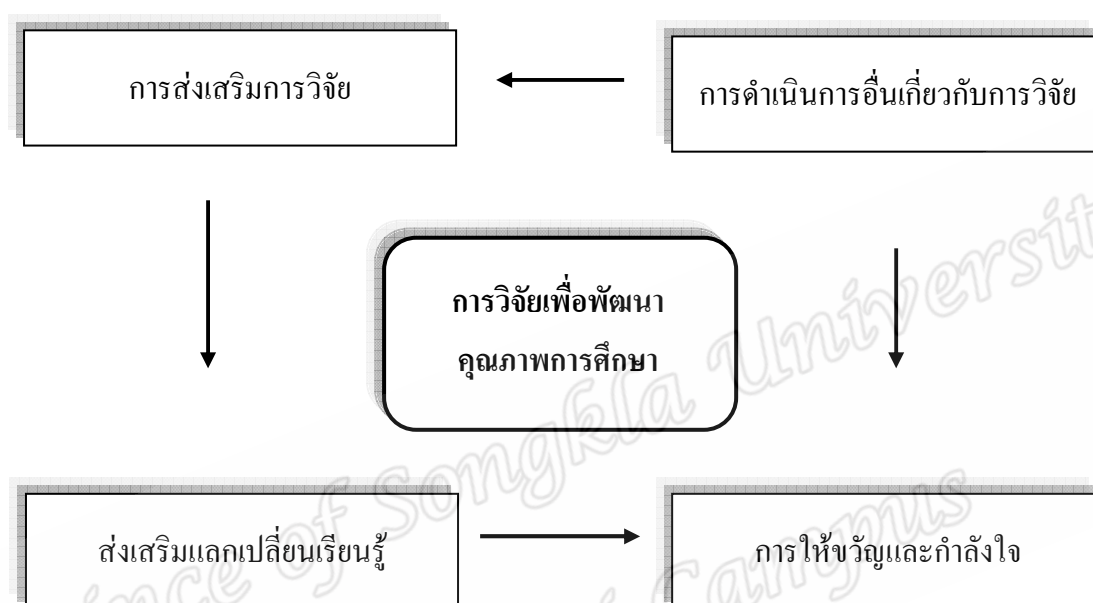 การส่งเสริมการวิจัย
การดำเนินการอื่นเกี่ยวกับการวิจัย
การวิจัยเพื่อพัฒนา
คุณภาพการศึกษา
ส่งเสริมแลกเปลี่ยนเรียนรู้
การให้ขวัญและกำลังใจ
ince of Songkla Universit
Campus